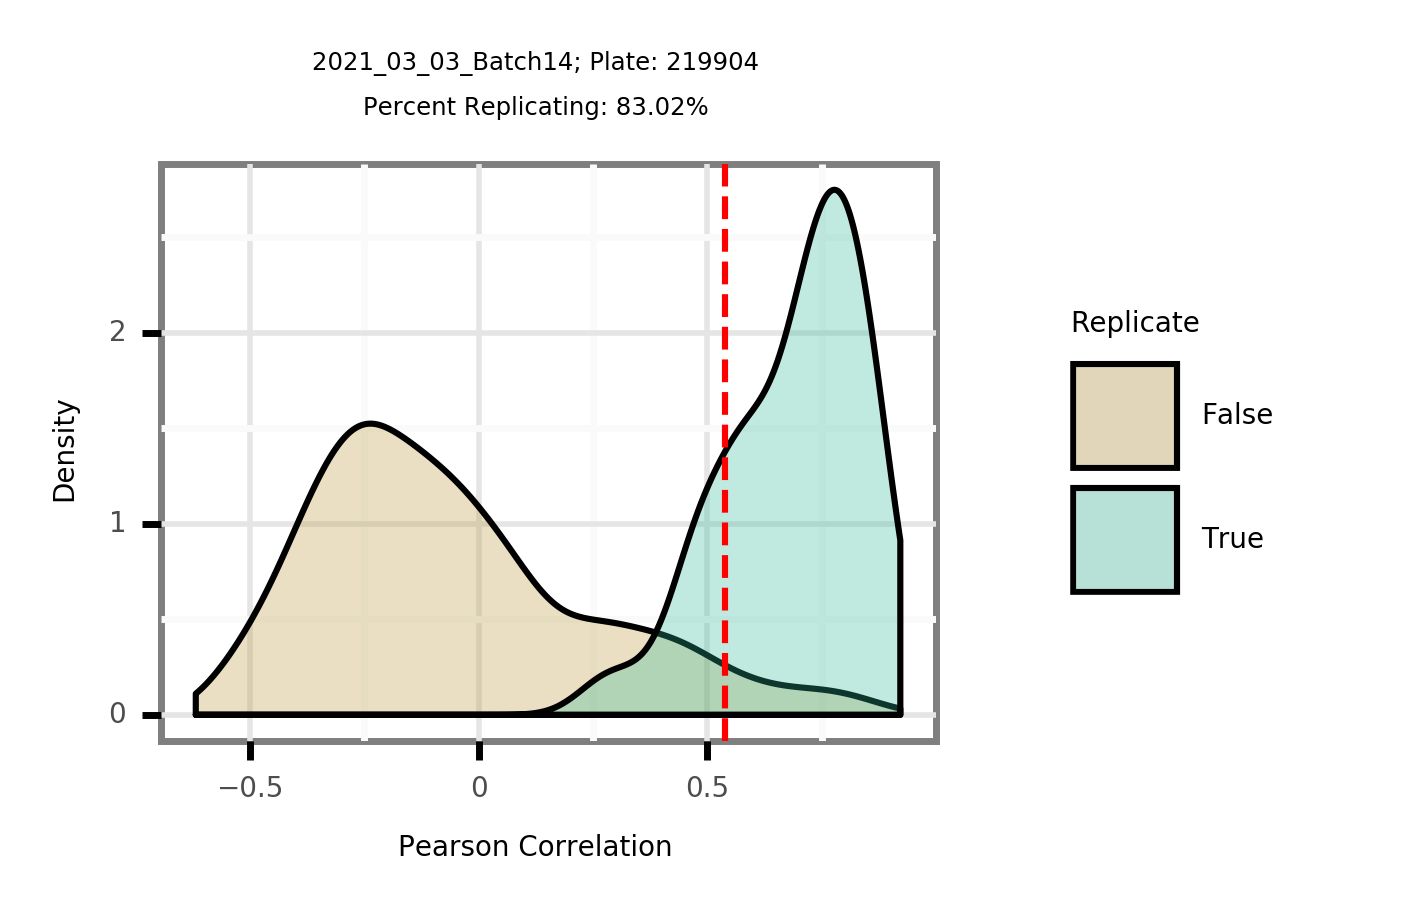 2021_03_03_Batch14; Plate: 219904
Percent Replicating: 83.02%
2
1
0
Density
−0.5 0 0.5
Pearson Correlation
Replicate
False
True